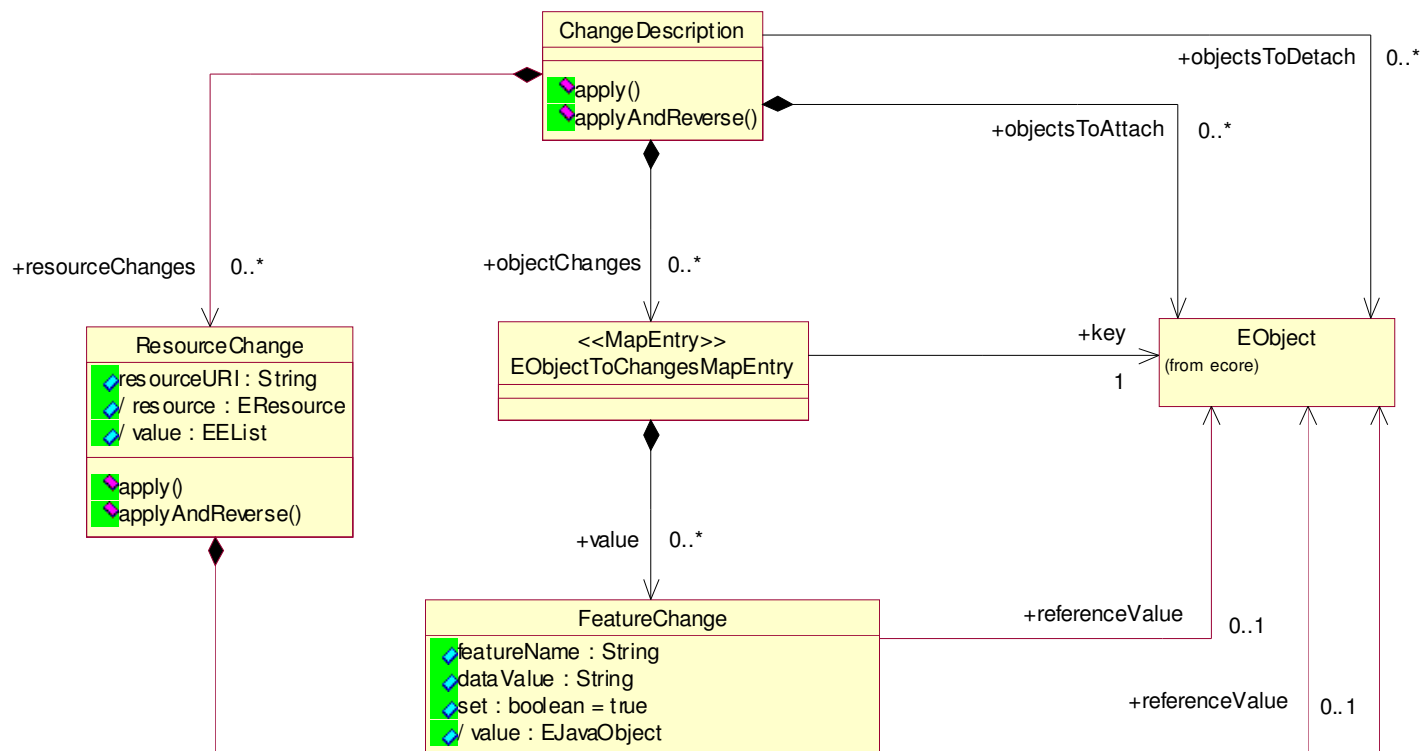 ChangeDescription
apply()
applyAndReverse()
+objectsToDetach 0..*
+objectsToAttach 0..*
+resourceChanges 0..*
+objectChanges 0..*
ResourceChange
resourceURI : String
/ resource : EResource
/ value : EEList
apply()
applyAndReverse()
<<MapEntry>>
EObjectToChangesMapEntry
+key
1
EObject
(from ecore)
+value 0..*
FeatureChange
featureName : String
dataValue : String
set : boolean = true
/ value : EJavaObject
+referenceValue 0..1
+referenceValue 0..1